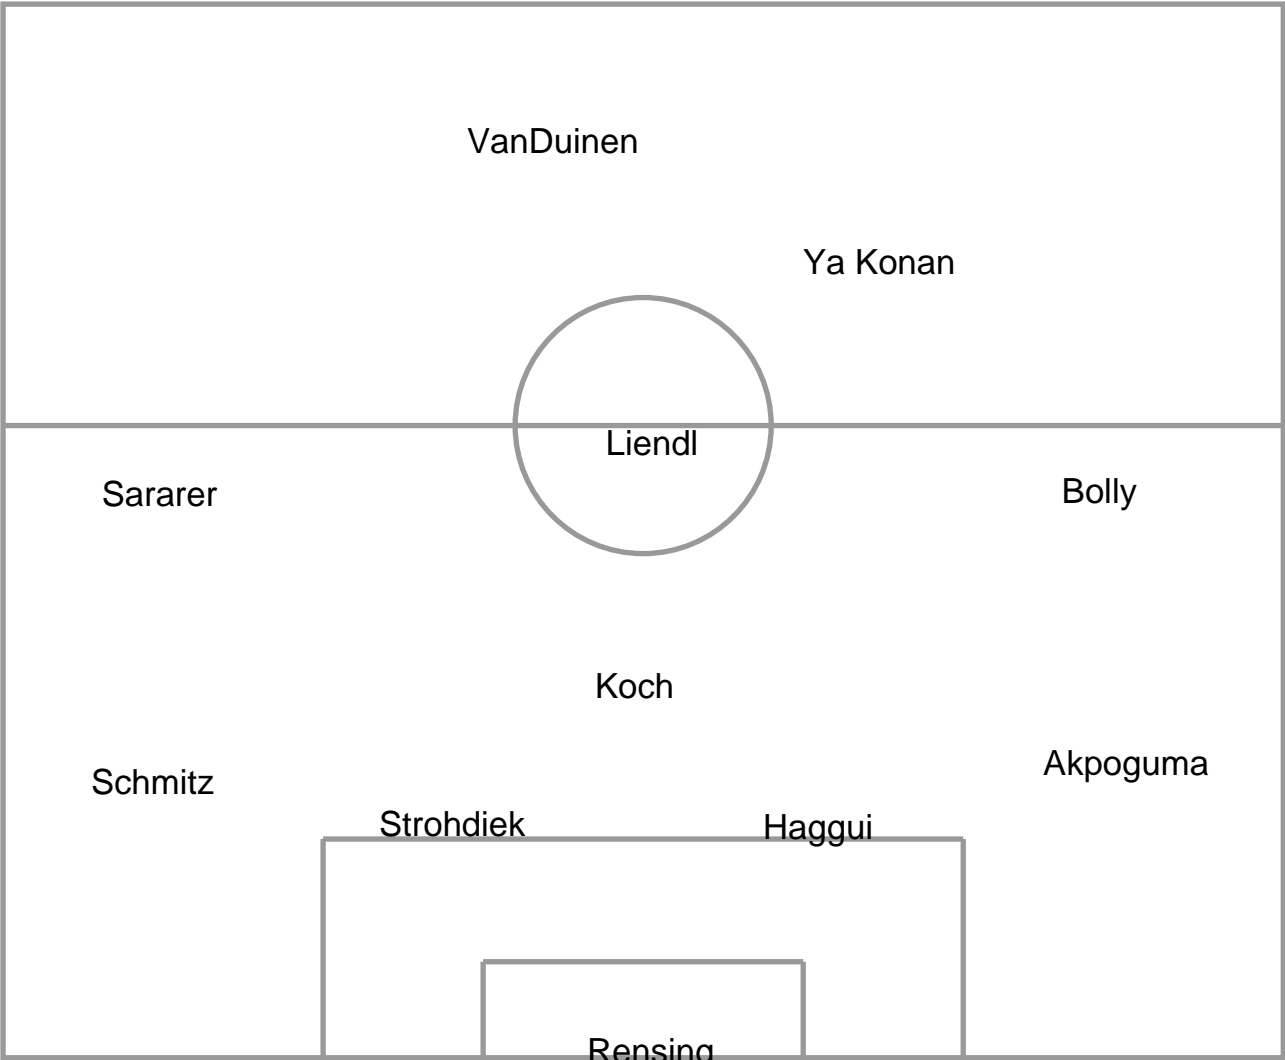 VanDuinen
Ya Konan
Liendl
Sararer
Bolly
Koch
Schmitz
Akpoguma
Strohdiek
Haggui
Rensing